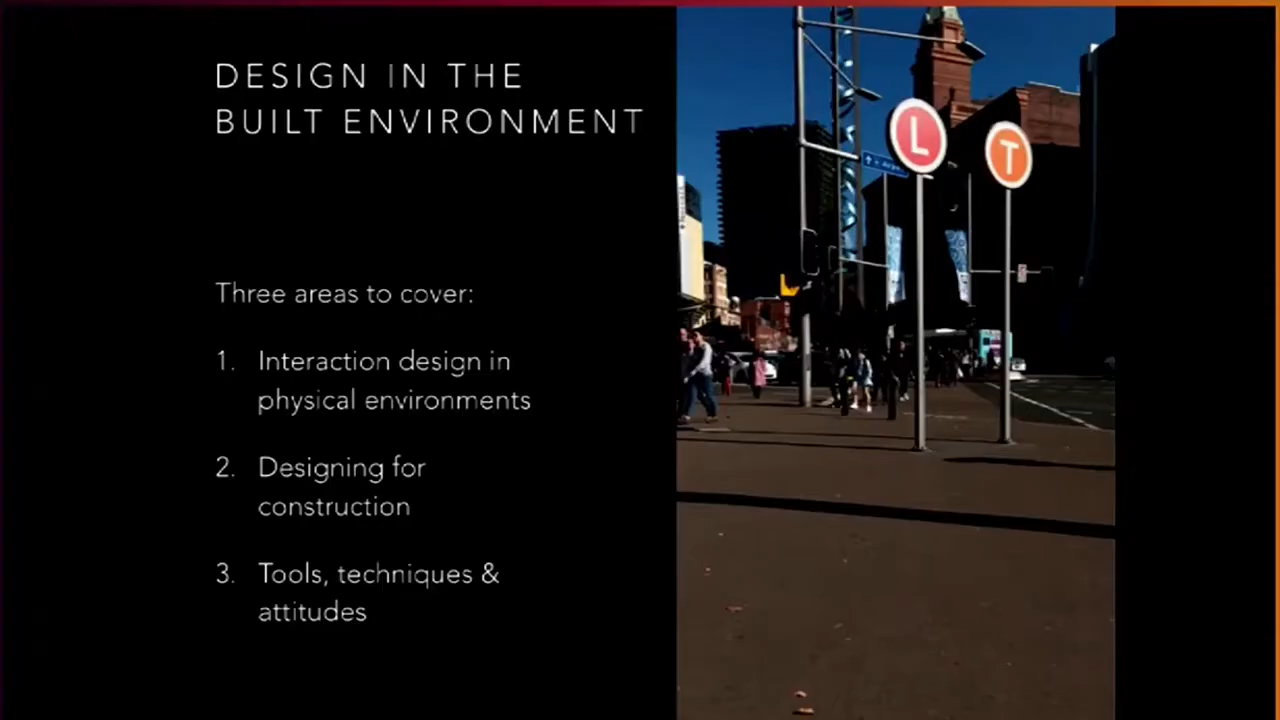 DESIGN IN THE
BUILT ENVIRONMENT
Three areas to cover:
1. Interaction design in
physical environments
2. Designing for
construction
3. Tools, techniques &
attitudes
L
T